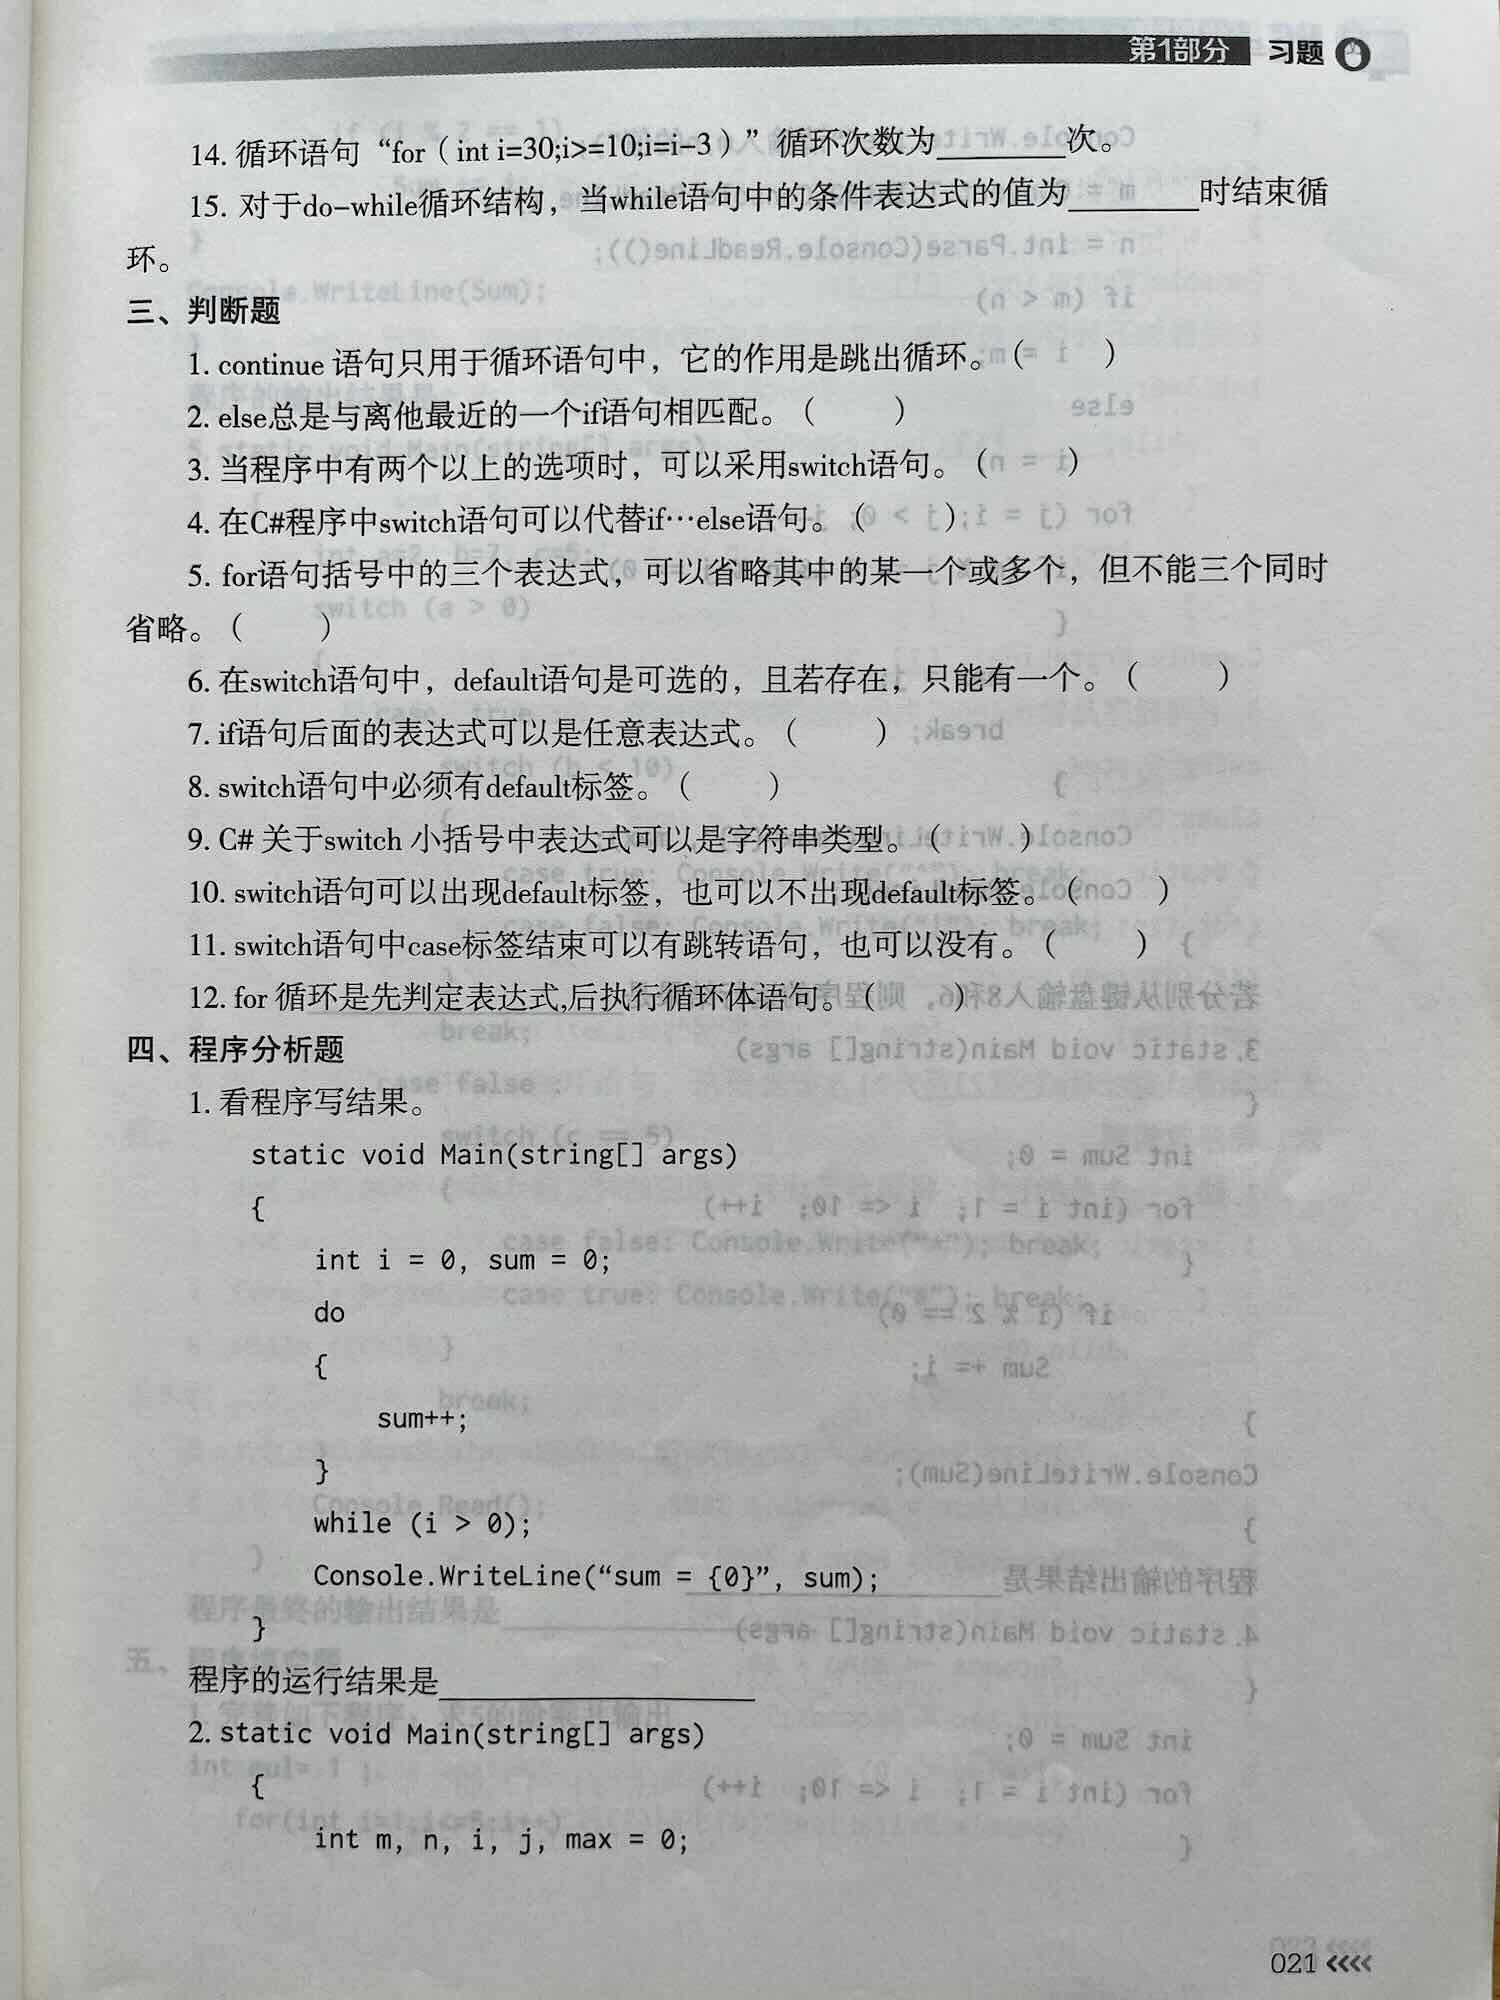 第1部分 习题
14. 循环语句“for（int i=30;i>=10;i=i-3）”循环次数为________次。
15. 对于do-while循环结构，当while语句中的条件表达式的值为________时结束循
环。
三、判断题
1. continue 语句只用于循环语句中，它的作用是跳出循环。（ ）
2. else总是与离他最近的一个if语句相匹配。（ ）
3. 当程序中有两个以上的选项时，可以采用switch语句。（ ）
4. 在C#程序中switch语句可以代替if…else语句。（ ）
5. for语句括号中的三个表达式，可以省略其中的某一个或多个，但不能三个同时
省略。（ ）
6. 在switch语句中，default语句是可选的，且若存在，只能有一个。（ ）
7. if语句后面的表达式可以是任意表达式。（ ）
8. switch语句中必须有default标签。（ ）
9. C# 关于switch 小括号中表达式可以是字符串类型。（ ）
10. switch语句可以出现default标签，也可以不出现default标签。（ ）
11. switch语句中case标签结束可以有跳转语句，也可以没有。（ ）
12. for 循环是先判定表达式,后执行循环体语句。（ ）
四、程序分析题
1. 看程序写结果。
static void Main(string[] args)
{
int i = 0, sum = 0;
do
{
sum++;
}
while (i > 0);
Console.WriteLine(“sum = {0}”, sum);
}
程序的运行结果是____________________
2. static void Main(string[] args)
{
int m, n, i, j, max = 0;
021